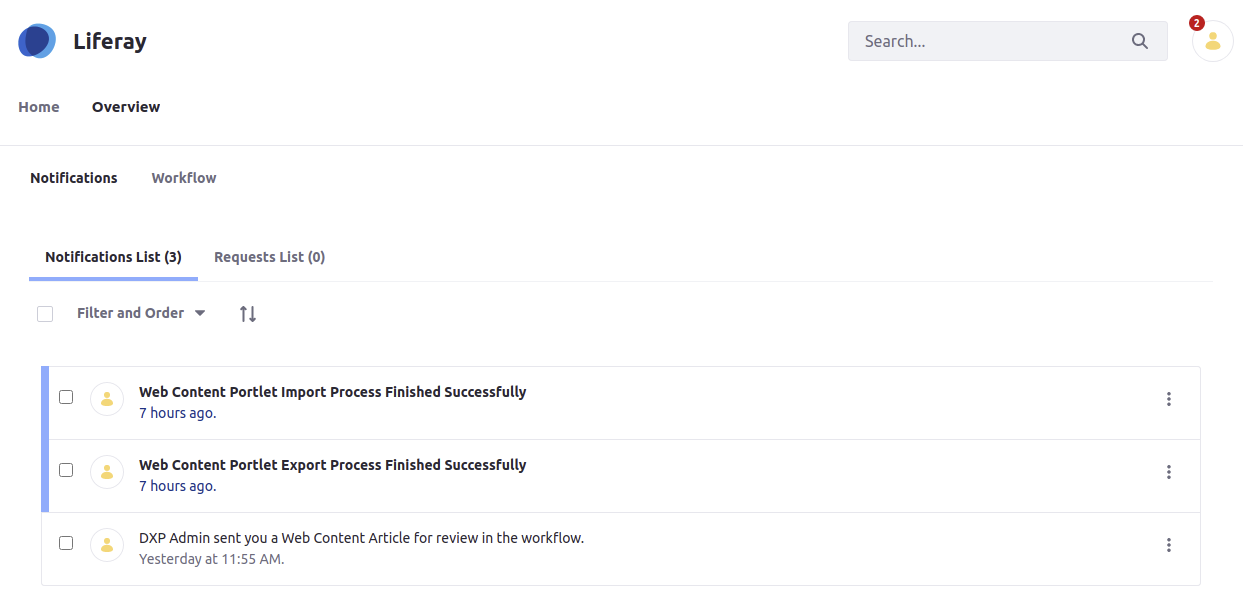 Liferay
Search...
2
Home Overview
Notifications Workflow
Notifications List (3) Requests List (0)
Filter and Order
Web Content Portlet Import Process Finished Successfully
7 hours ago.
Web Content Portlet Export Process Finished Successfully
7 hours ago.
DXP Admin sent you a Web Content Article for review in the workflow.
Yesterday at 11:55 AM.